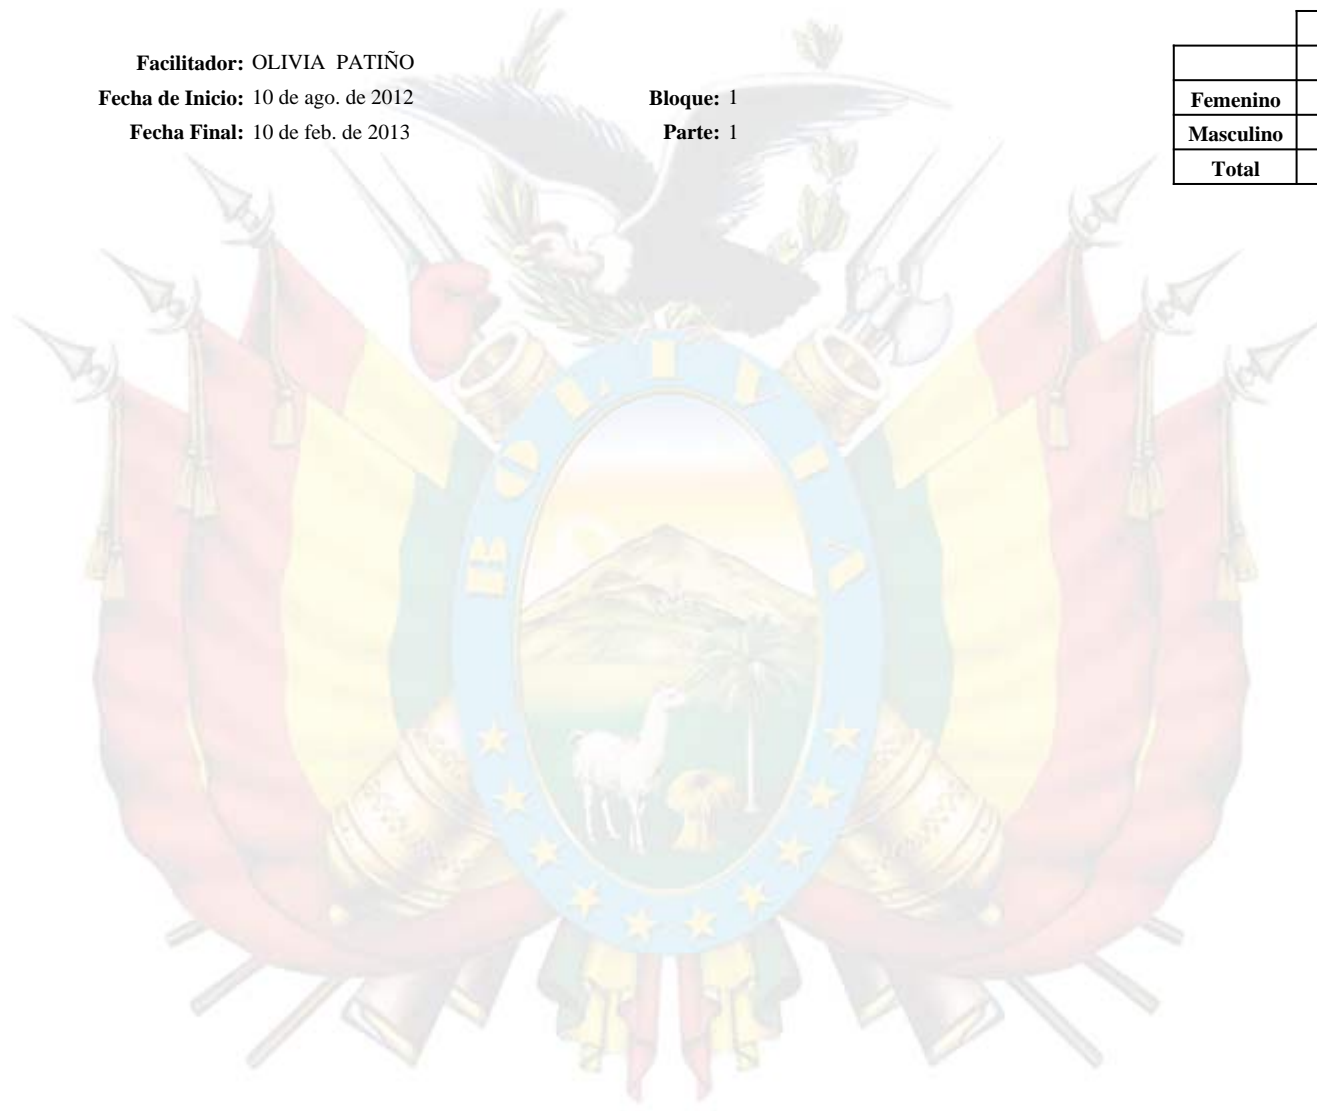 Facilitador: OLIVIA PATIÑO
Fecha de Inicio: 10 de ago. de 2012 Bloque: 1
Fecha Final: 10 de feb. de 2013 Parte: 1
Femenino
Masculino
Total
BOLIVIA